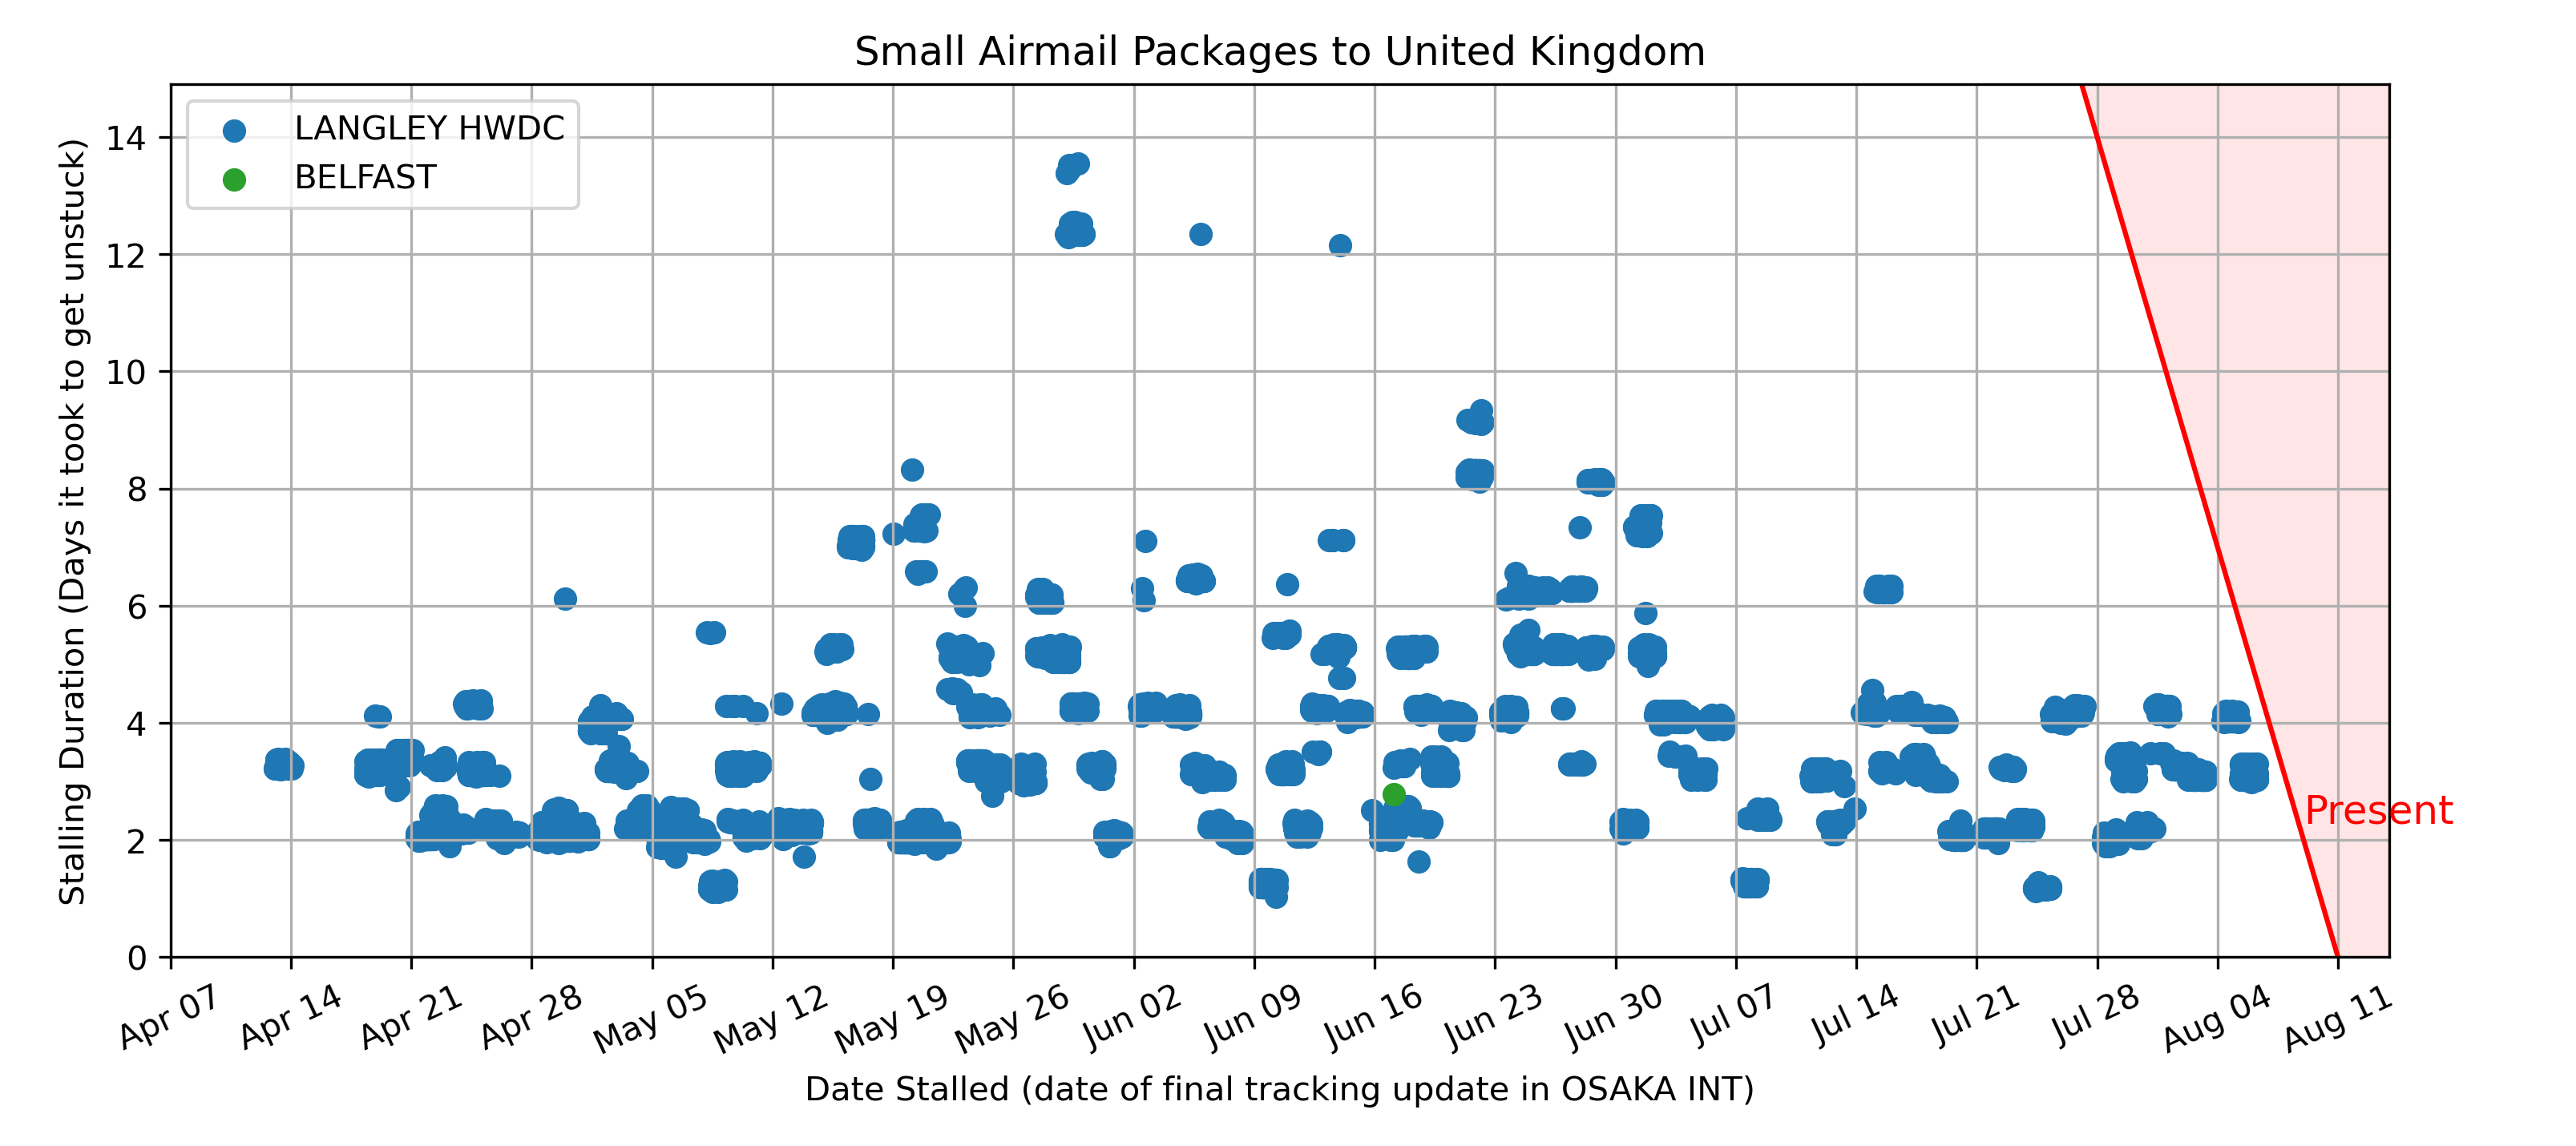 Small Airmail Packages to United Kingdom
LANGLEY HWDC
BELFAST
Stalling Duration (Days it took to get unstuck)
14
12
10
8
6
4
2
0
Present
Apr 07
Apr 14
Apr 21
Apr 28
May 05
May 12
May 19
May 26
Jun 02
Jun 09
Jun 16
Jun 23
Jun 30
Jul 07
Jul 14
Jul 21
Jul 28
Aug 04
Aug 11
Date Stalled (date of final tracking update in OSAKA INT)